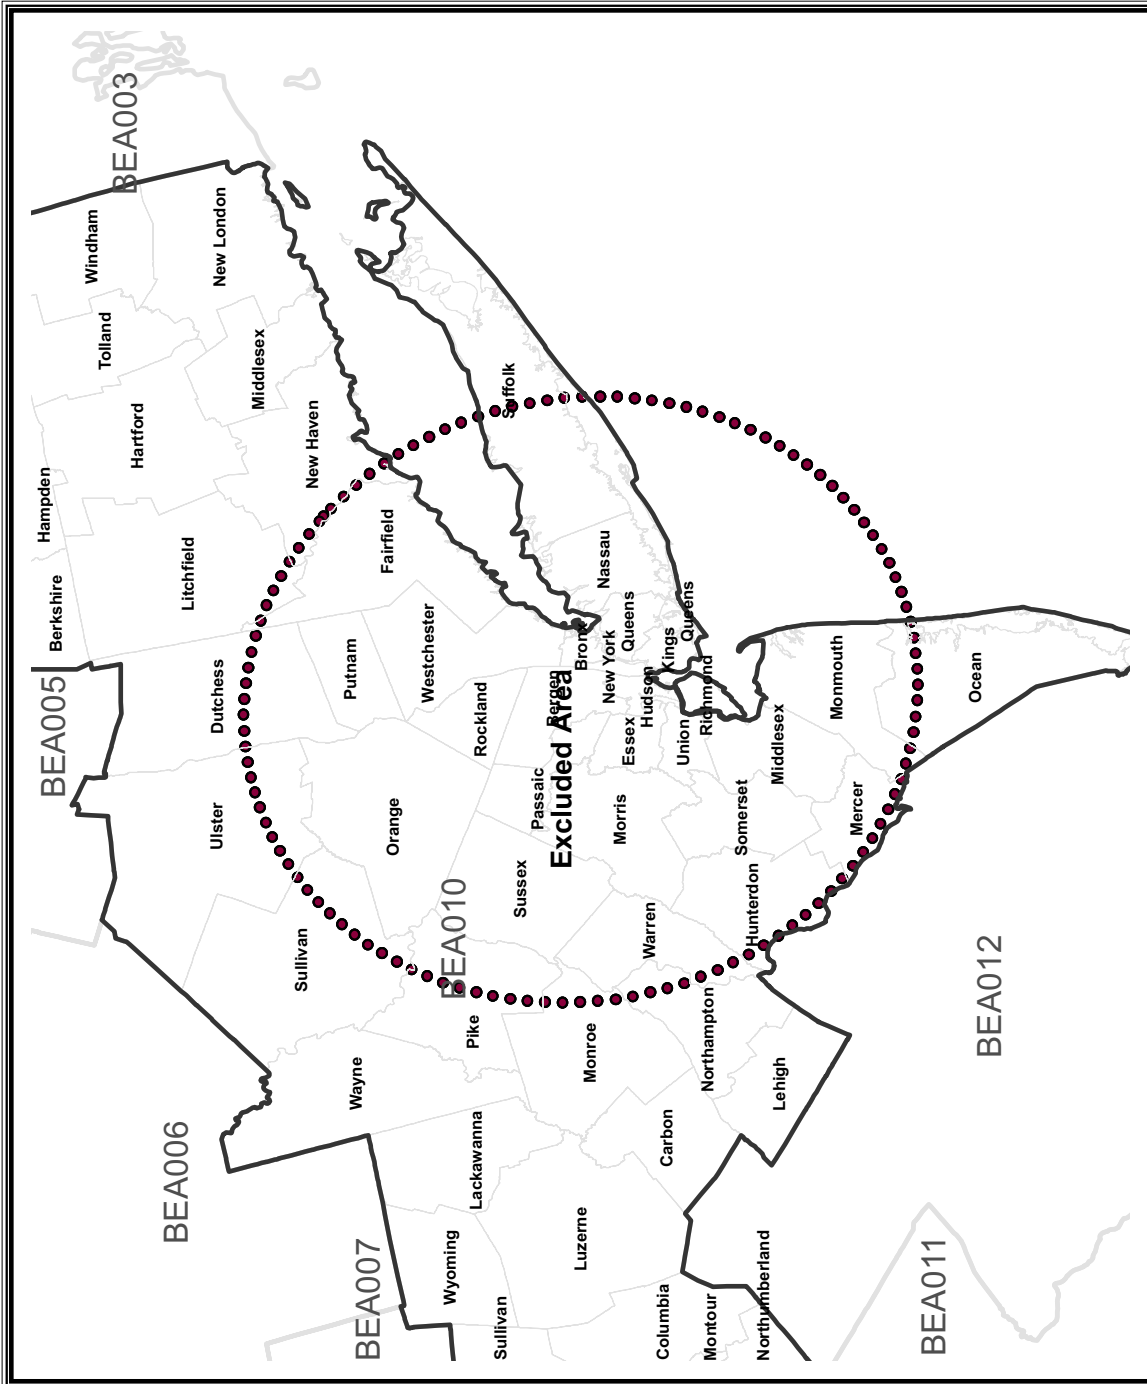 BEA003
Windham
New London
Tolland
Middlesex
Hartford
New Haven
Hampden
Suffolk
Litchfield
Fairfield
Berkshire
Nassau
Queens
Queens
Putnam
Westchester
Bronx
New York
Kings
Dutchess
BEA005
Rockland
Bergen
Hudson
Richmond
Monmouth
Ocean
Essex
Union
Middlesex
Ulster
Orange
Passaic
Excluded Area
Morris
Somerset
Mercer
Sussex
BEA010
Warren
Hunterdon
Sullivan
Pike
Monroe
Northampton
BEA012
Wayne
Lehigh
Lackawanna
Carbon
BEA006
Luzerne
Wyoming
BEA007
Sullivan
Columbia
Montour
Northumberland
BEA011